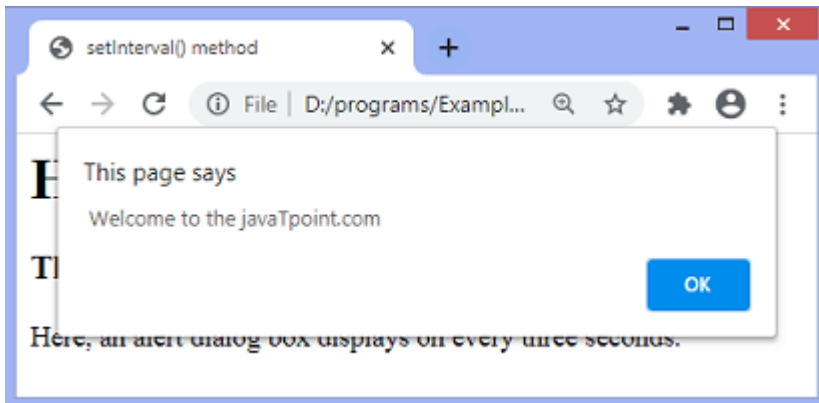 setInterval() method
File | D:/programs/Exampl...
This page says
Welcome to the javaTpoint.com
OK
Here, an alert dialog box displays on every three seconds.